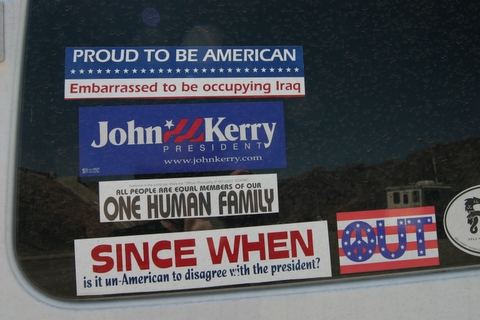 PROUD TO BE AMERICAN
Embarrassed to be occupying Iraq
John Kerry
PRESIDENT
www.johnkerry.com
ALL PEOPLE ARE EQUAL MEMBERS OF OUR
ONE HUMAN FAMILY
SINCE WHEN
is it un-American to disagree with the president?
OUT